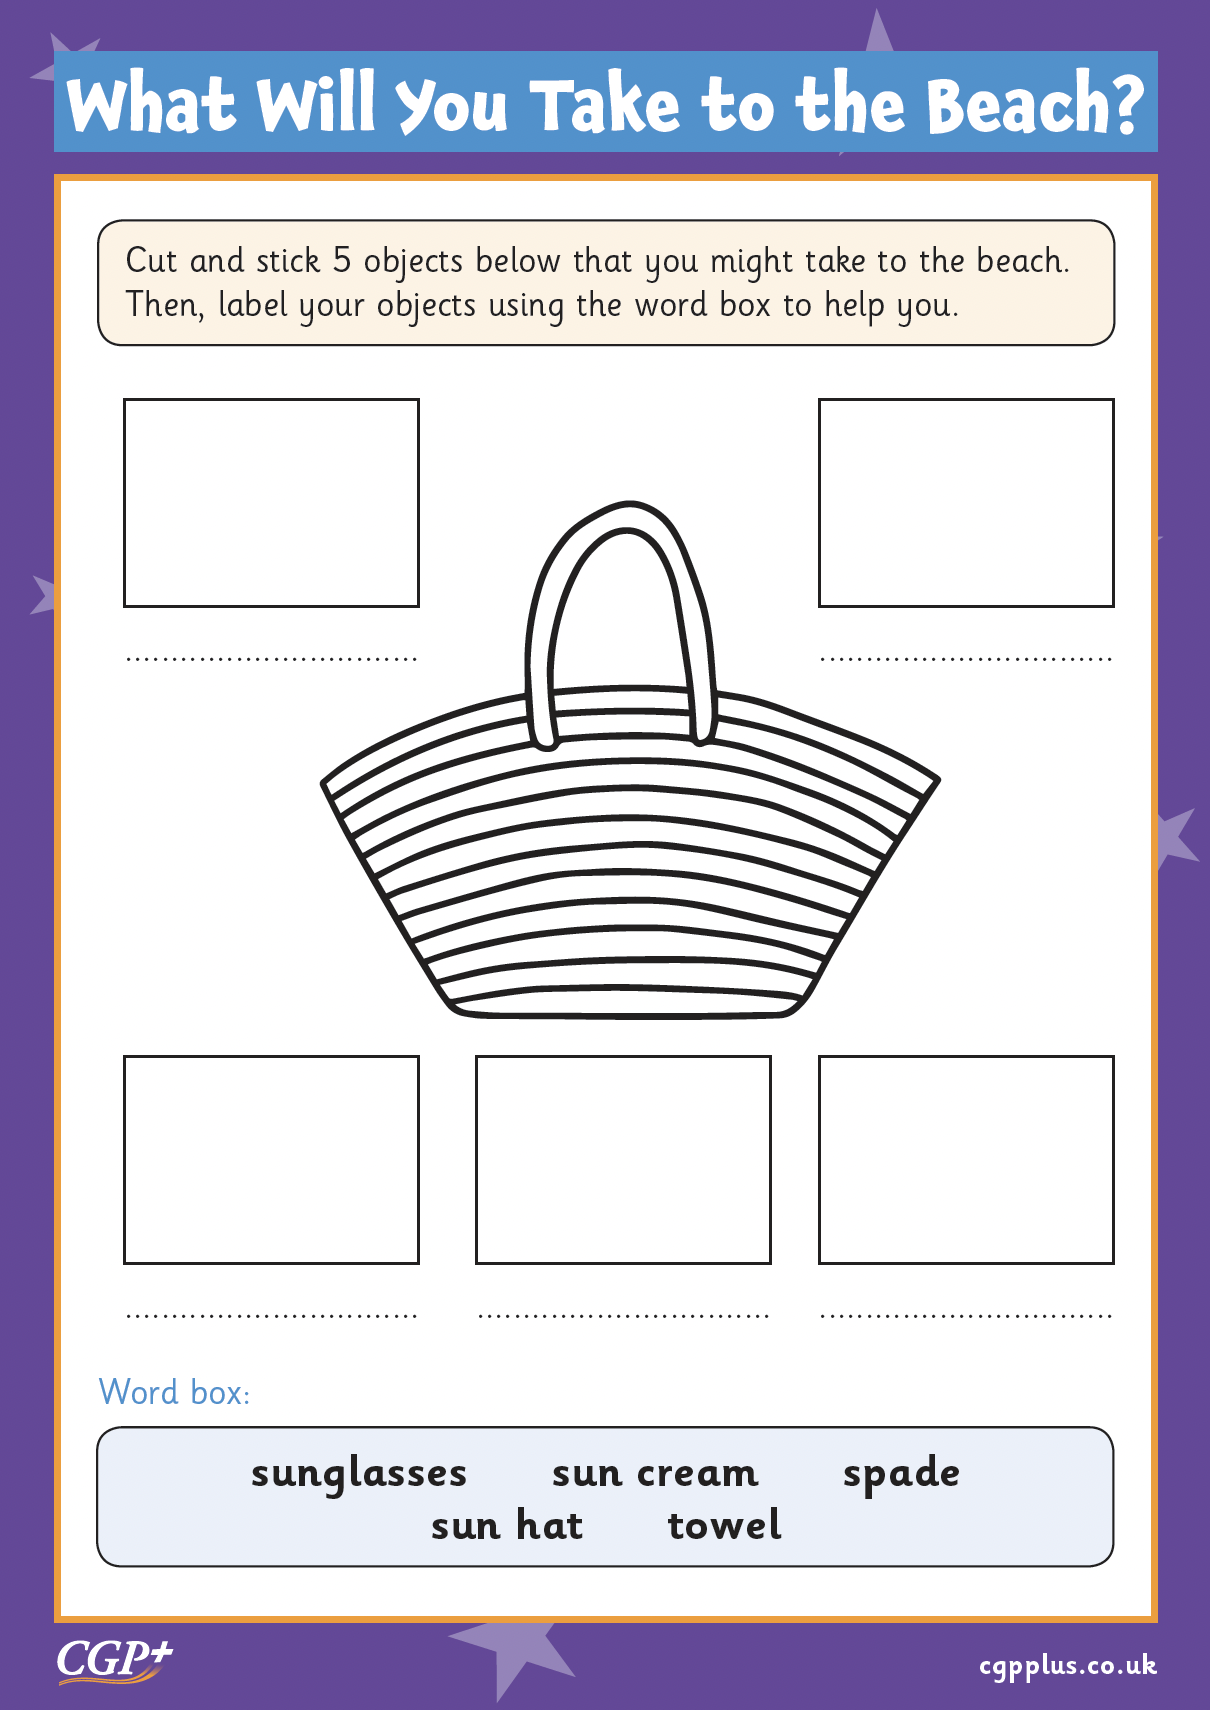 What Will You Take to the Beach?
Cut and stick 5 objects below that you might take to the beach.
Then, label your objects using the word box to help you.
Word box:
sunglasses sun cream spade
sun hat towel
CGP+
cgpplus.co.uk